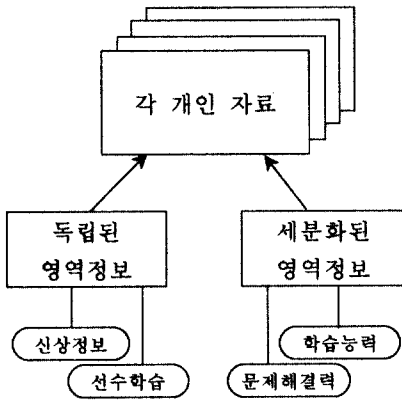 각 개인 자료
독립된
영역정보
세분화된
영역정보
신상정보
학습능력
선수학습
문제해결력